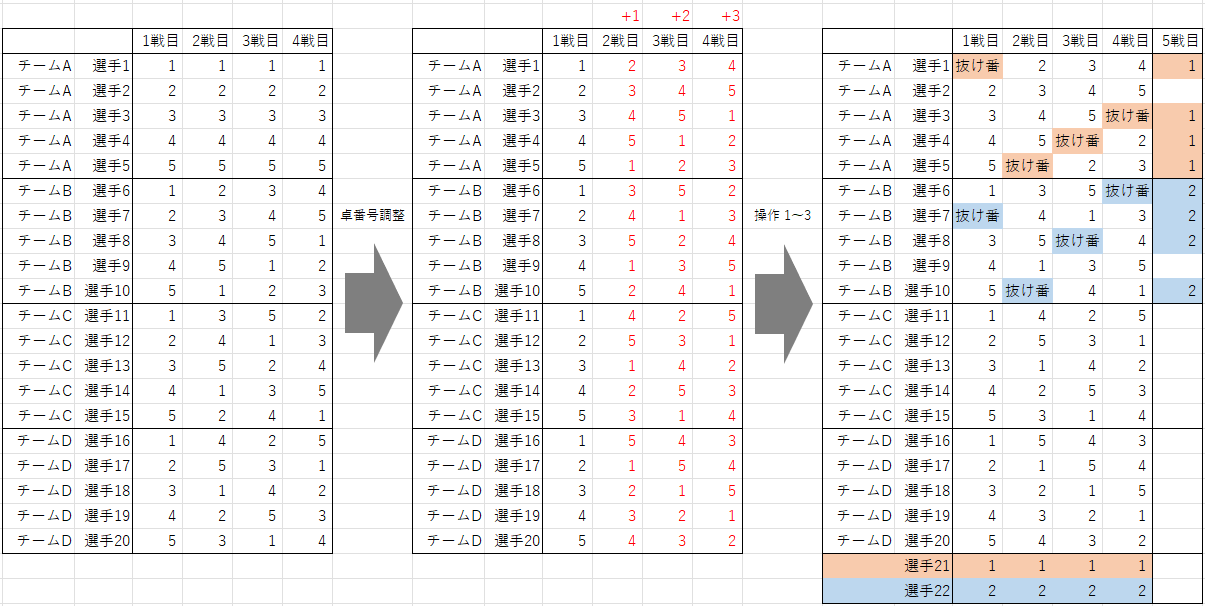 +1 +2 +3
1戦目 2戦目 3戦目 4戦目 1戦目 2戦目 3戦目 4戦目 1戦目 2戦目 3戦目 4戦目 5戦目
チームA 選手1 1 1 1 1 チームA 選手1 1 2 3 4 チームA 選手1 抜け番 2 3 4 1
チームA 選手2 2 2 2 2 チームA 選手2 2 3 4 5 チームA 選手2 2 3 4 5
チームA 選手3 3 3 3 3 チームA 選手3 3 4 5 1 チームA 選手3 3 4 5 抜け番 1
チームA 選手4 4 4 4 4 チームA 選手4 4 5 1 2 チームA 選手4 4 5 抜け番 2 1
チームA 選手5 5 5 5 5 チームA 選手5 5 1 2 3 チームA 選手5 5 抜け番 2 3 1
チームB 選手6 1 2 3 4 チームB 選手6 1 3 5 2 チームB 選手6 1 3 5 抜け番 2
チームB 選手7 2 3 4 5 卓番号調整 チームB 選手7 2 4 1 3 操作 1～3 チームB 選手7 抜け番 4 1 3 2
チームB 選手8 3 4 5 1 チームB 選手8 3 5 2 4 チームB 選手8 3 5 抜け番 4 2
チームB 選手9 4 5 1 2 チームB 選手9 4 1 3 5 チームB 選手9 4 1 3 5
チームB 選手10 5 1 2 3 チームB 選手10 5 2 4 1 チームB 選手10 5 抜け番 4 1 2
チームC 選手11 1 3 5 2 チームC 選手11 1 4 2 5 チームC 選手11 1 4 2 5
チームC 選手12 2 4 1 3 チームC 選手12 2 5 3 1 チームC 選手12 2 5 3 1
チームC 選手13 3 5 2 4 チームC 選手13 3 1 4 2 チームC 選手13 3 1 4 2
チームC 選手14 4 1 3 5 チームC 選手14 4 2 5 3 チームC 選手14 4 2 5 3
チームC 選手15 5 2 4 1 チームC 選手15 5 3 1 4 チームC 選手15 5 3 1 4
チームD 選手16 1 4 2 5 チームD 選手16 1 5 4 3 チームD 選手16 1 5 4 3
チームD 選手17 2 5 3 1 チームD 選手17 2 1 5 4 チームD 選手17 2 1 5 4
チームD 選手18 3 1 4 2 チームD 選手18 3 2 1 5 チームD 選手18 3 2 1 5
チームD 選手19 4 2 5 3 チームD 選手19 4 3 2 1 チームD 選手19 4 3 2 1
チームD 選手20 5 3 1 4 チームD 選手20 5 4 3 2 チームD 選手20 5 4 3 2
選手21 1 1 1 1
選手22 2 2 2 2